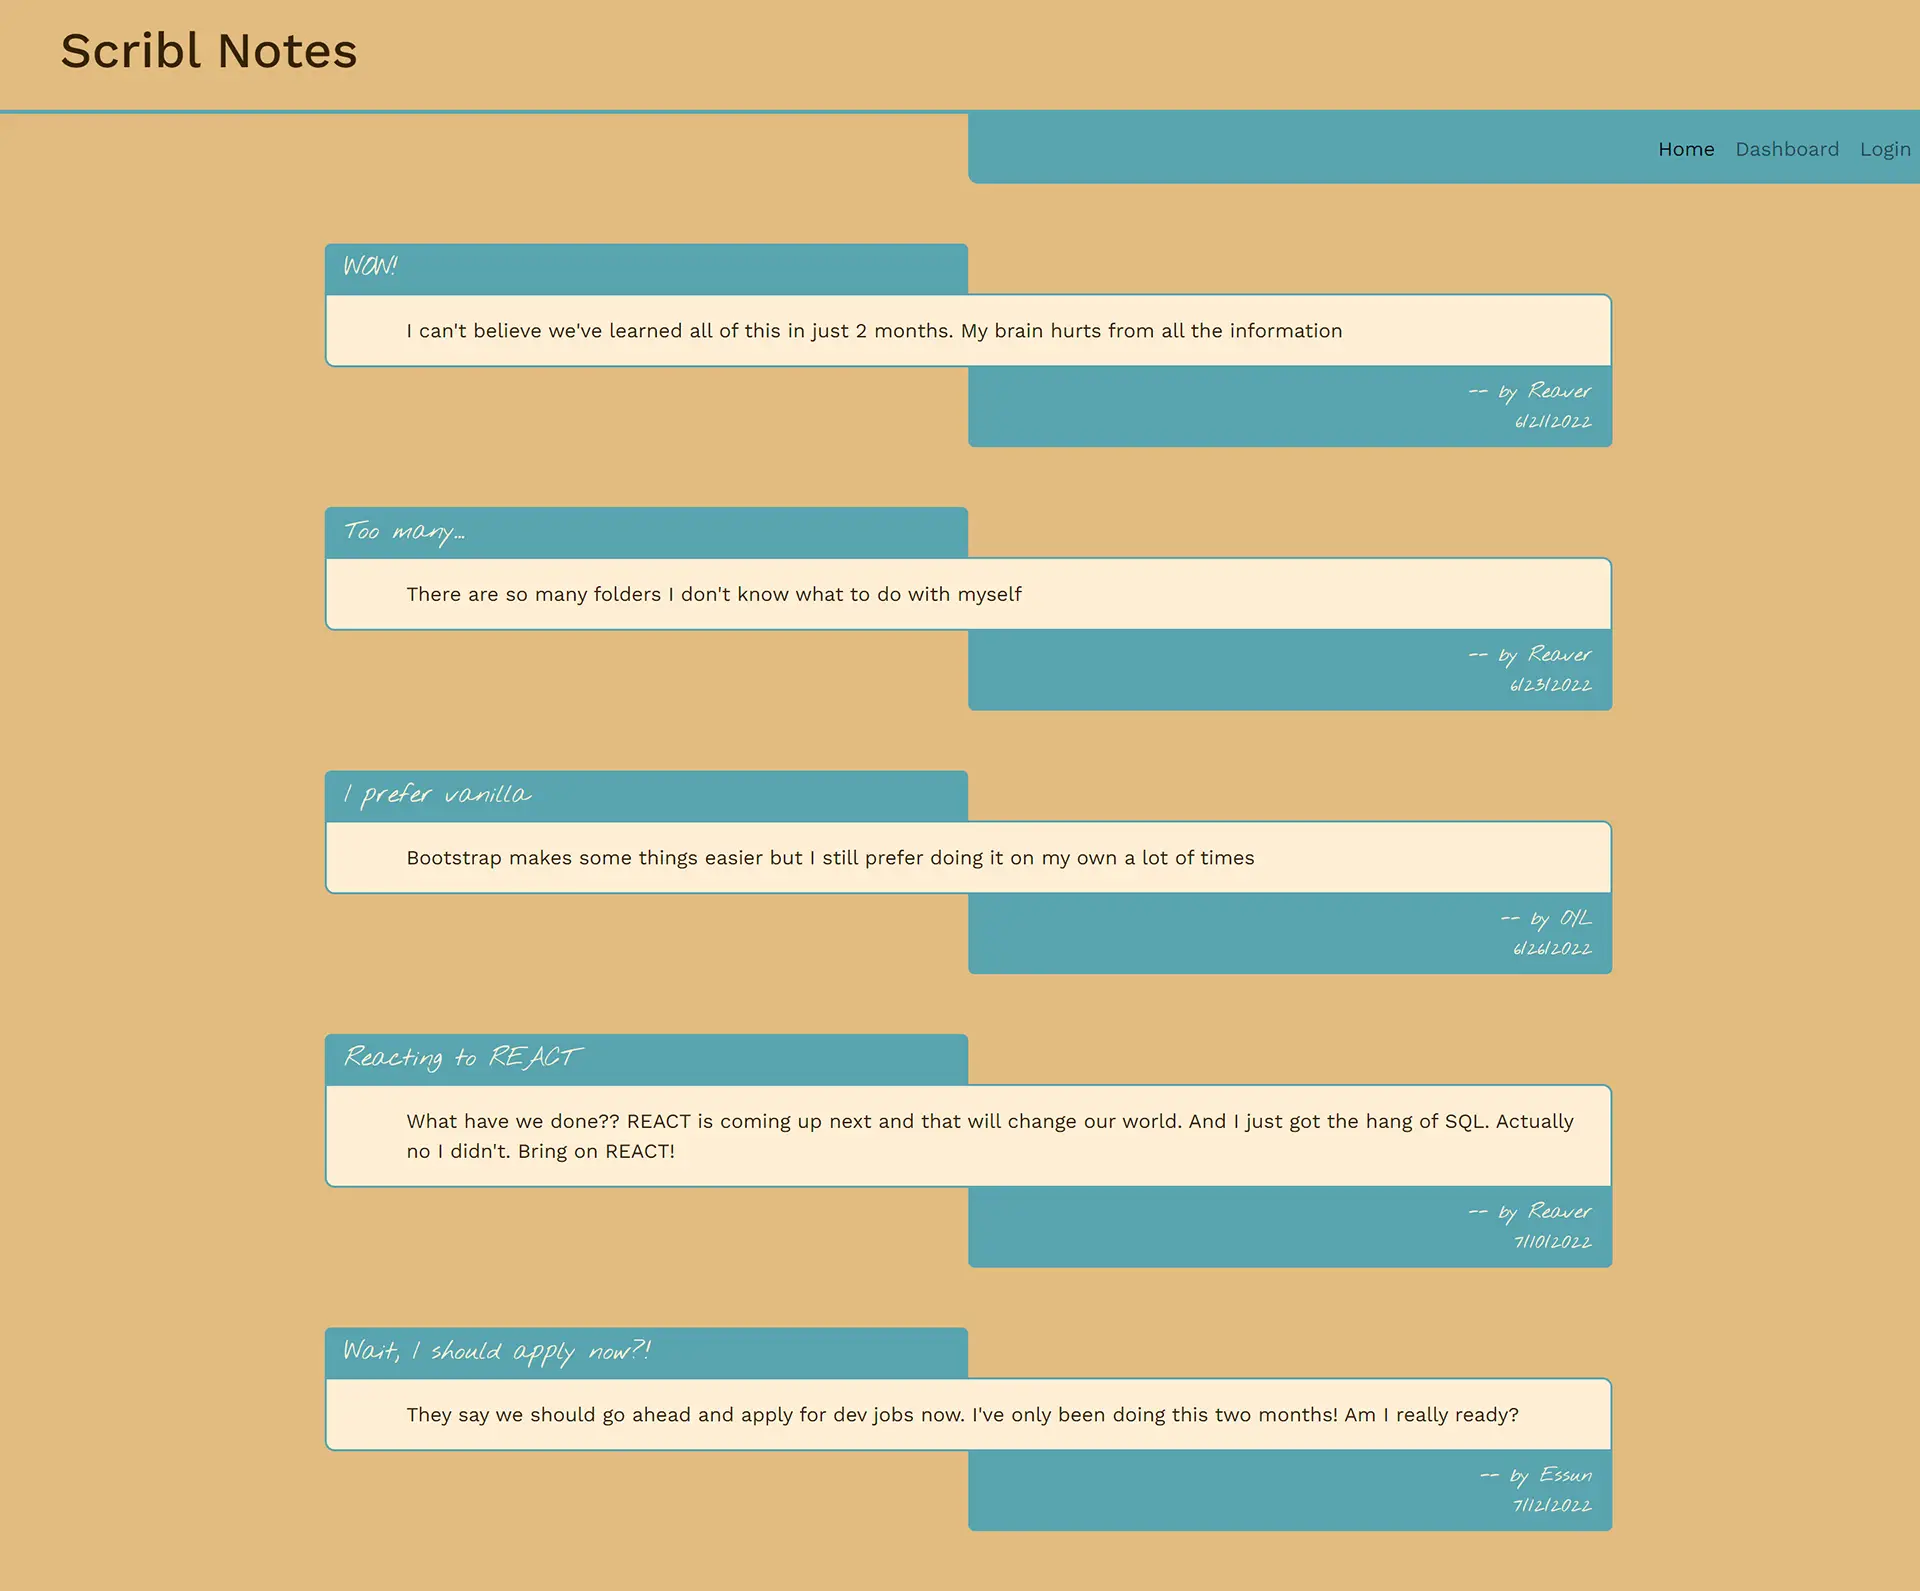 Scribl Notes
Home Dashboard Login
WOW!
I can't believe we've learned all of this in just 2 months. My brain hurts from all the information
-- by Reaver
6/21/2022
Too many...
There are so many folders I don't know what to do with myself
-- by Reaver
6/23/2022
I prefer vanilla
Bootstrap makes some things easier but I still prefer doing it on my own a lot of times
-- by OYL
6/26/2022
Reacting to REACT
What have we done?? REACT is coming up next and that will change our world. And I just got the hang of SQL. Actually
no I didn't. Bring on REACT!
-- by Reaver
7/10/2022
Wait, I should apply now?!
They say we should go ahead and apply for dev jobs now. I've only been doing this two months! Am I really ready?
-- by Essun
7/12/2022